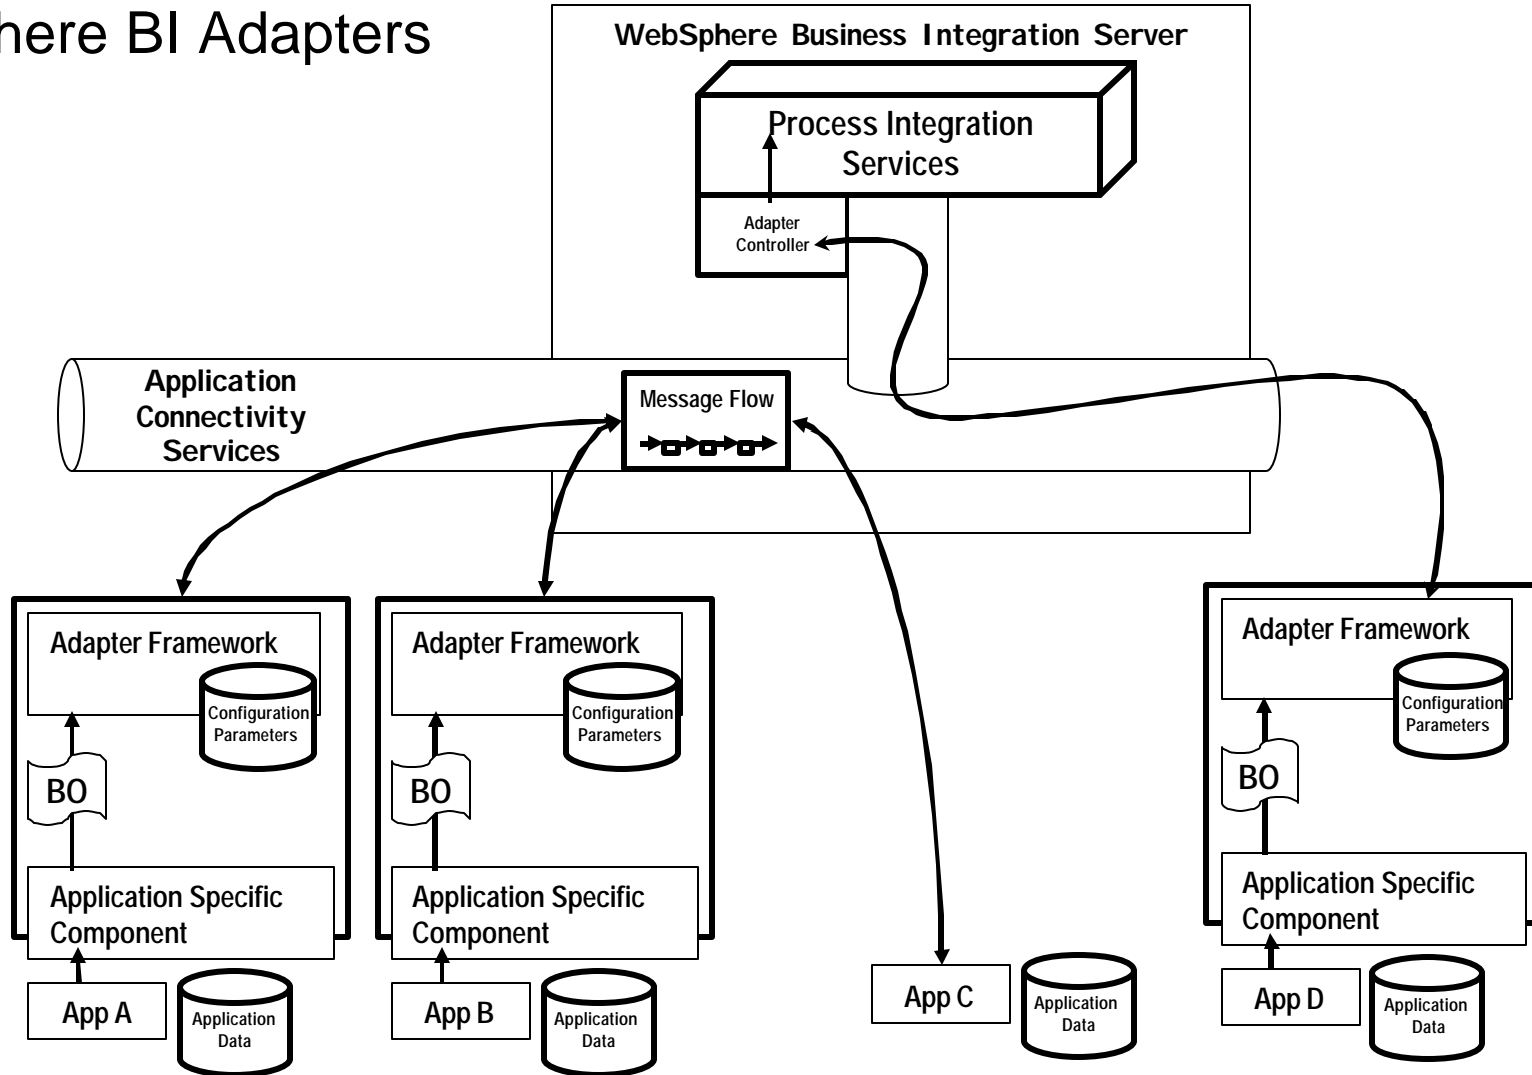 here BI Adapters
WebSphere Business Integration Server
Process Integration
Services
Adapter
Controller
Application
Connectivity
Services
Message Flow
Adapter Framework
Configuration
Parameters
BO
Application Specific
Component
App A
Application
Data
Adapter Framework
Configuration
Parameters
BO
Application Specific
Component
App B
Application
Data
App C
Application
Data
Adapter Framework
Configuration
Parameters
BO
Application Specific
Component
App D
Application
Data